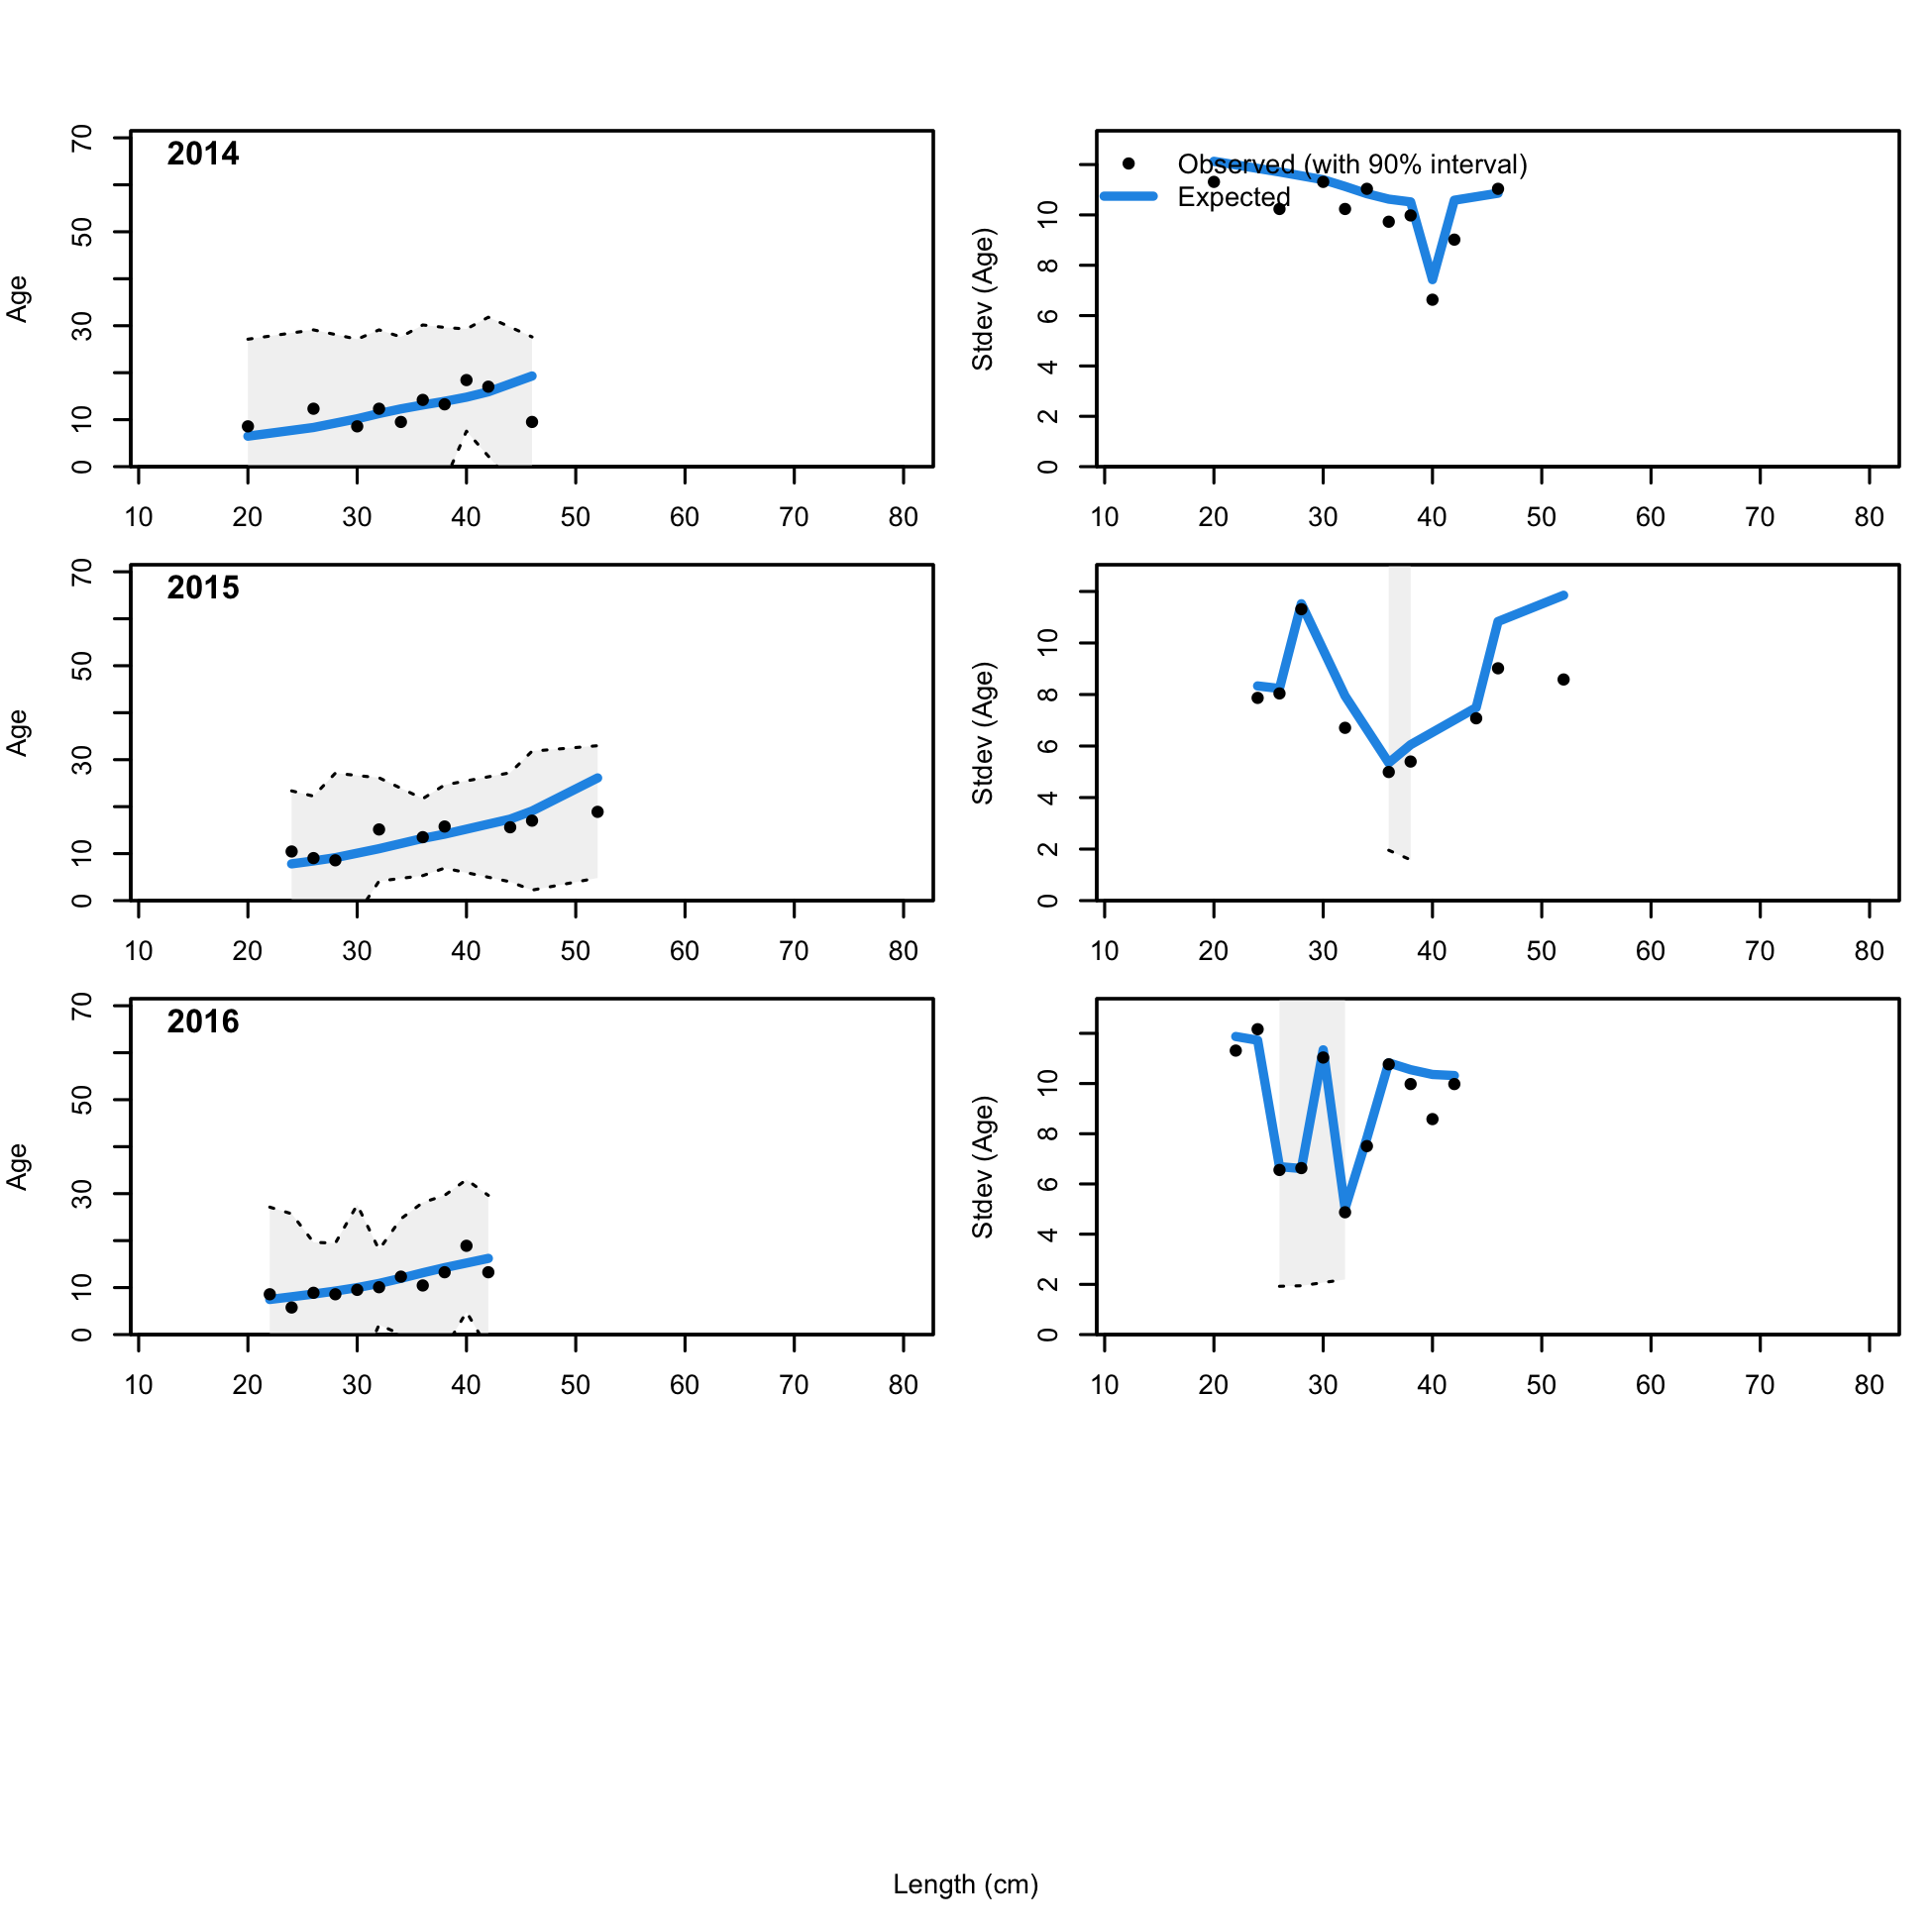 2014
Age
0 10 30 50 70
10 20 30 40 50 60 70 80
Observed (with 90% interval)
Expected
Stdev (Age)
0 2 4 6 8 10
10 20 30 40 50 60 70 80
2015
Age
0 10 30 50 70
10 20 30 40 50 60 70 80
Stdev (Age)
0 2 4 6 8 10
10 20 30 40 50 60 70 80
2016
Age
0 10 30 50 70
10 20 30 40 50 60 70 80
Stdev (Age)
0 2 4 6 8 10
10 20 30 40 50 60 70 80
Length (cm)